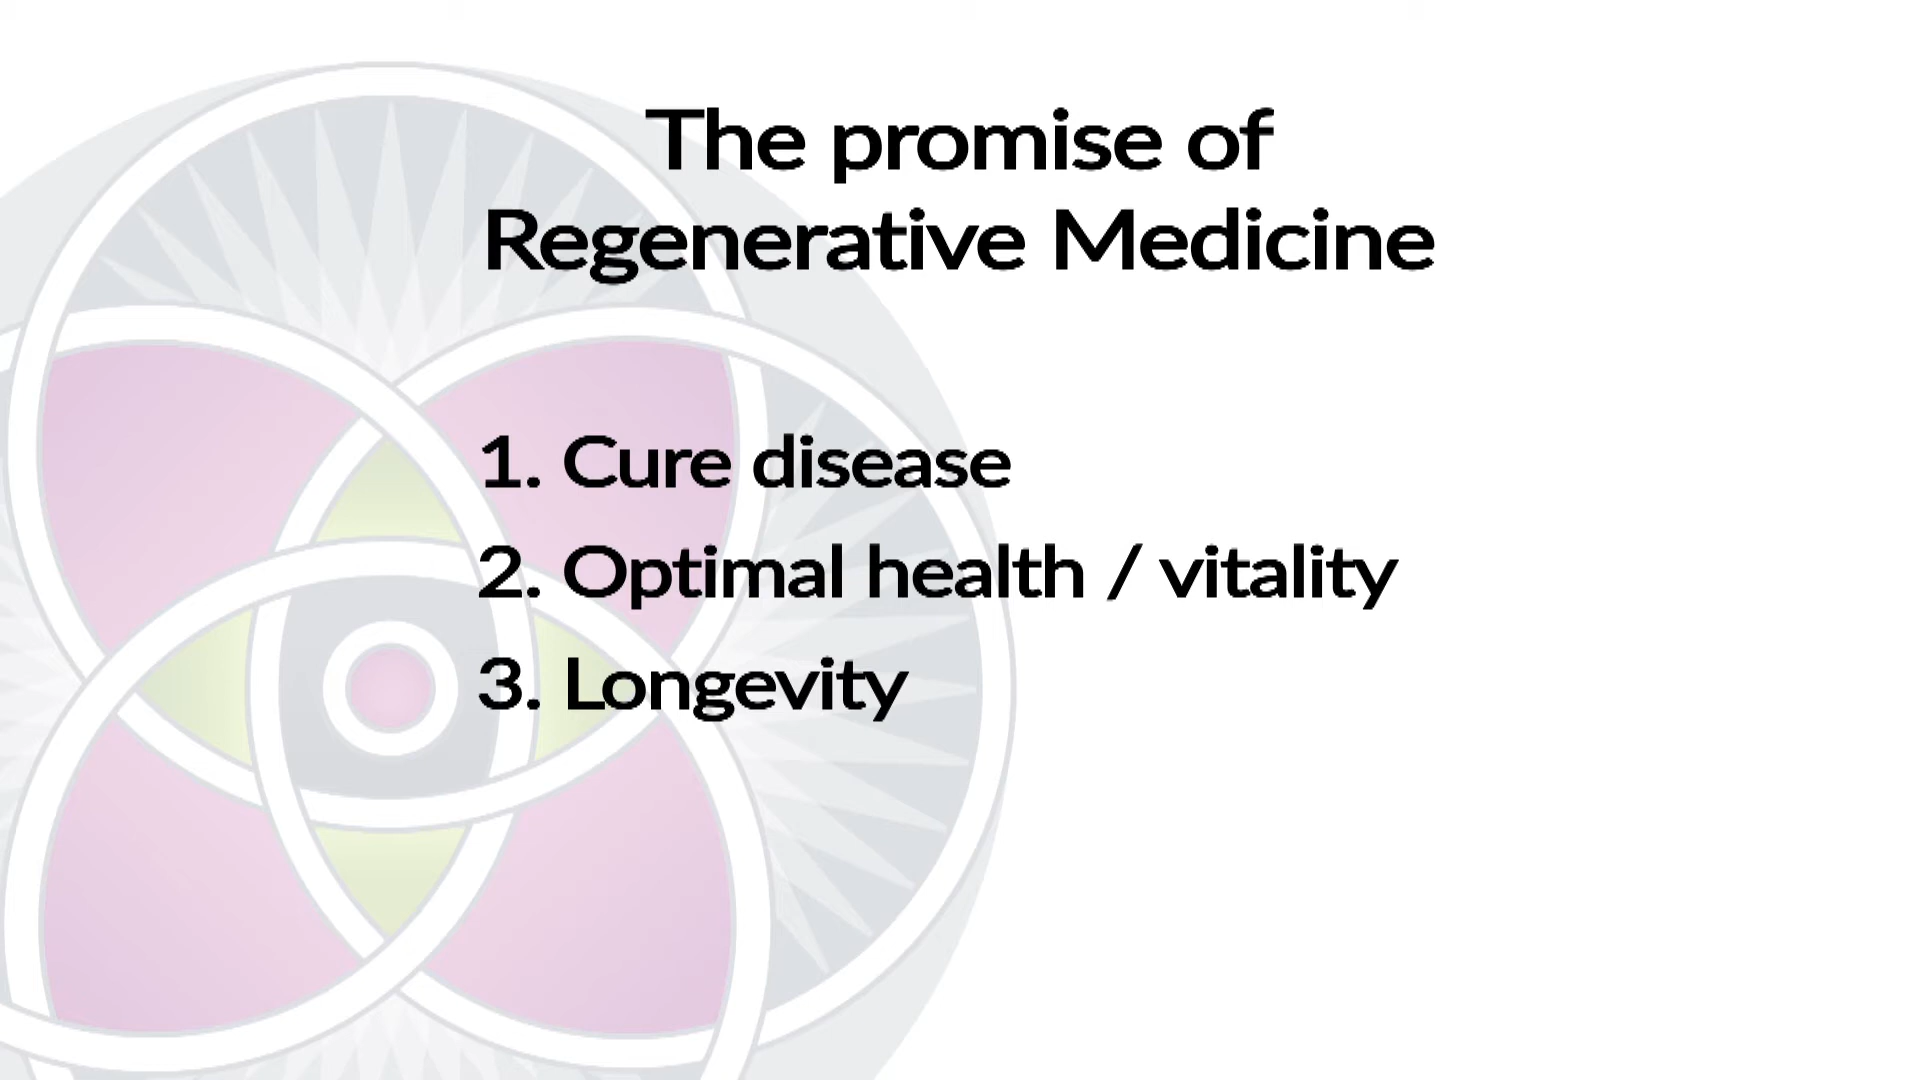 The promise of
Regenerative Medicine
1. Cure disease
2. Optimal health / vitality
3. Longevity